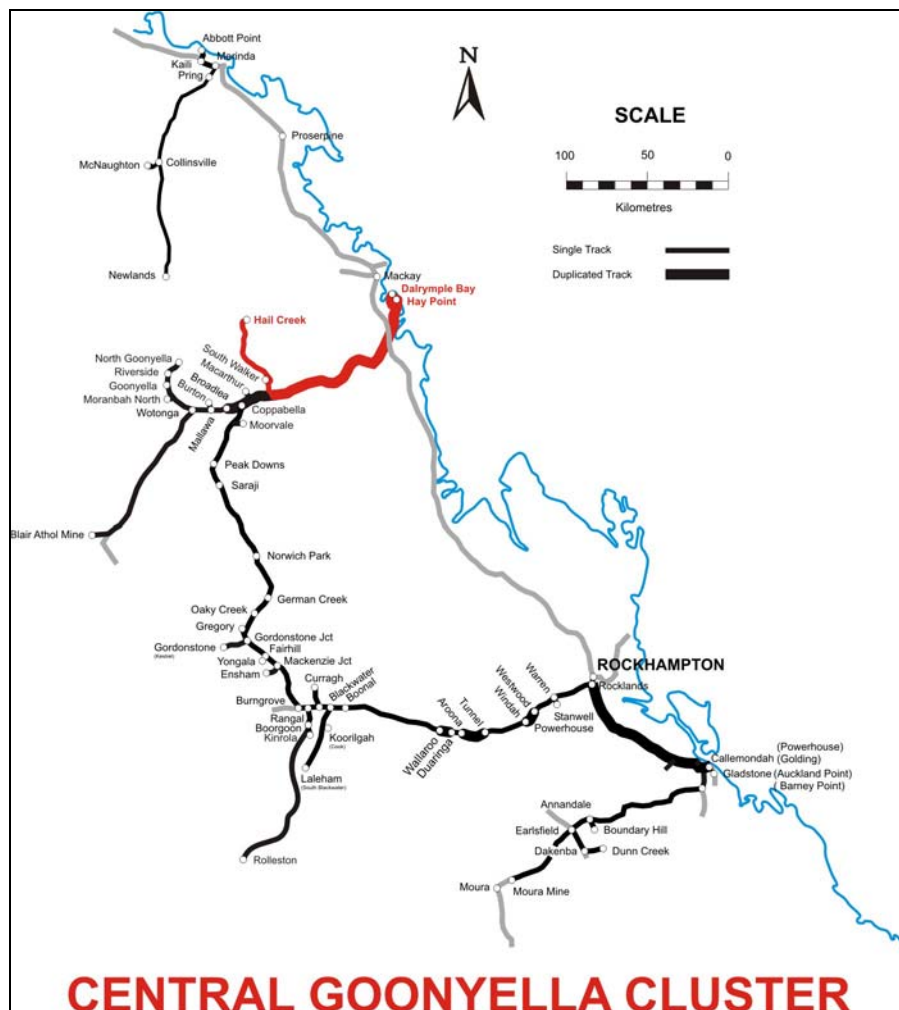 Abbott Point
Kaili
Merinda
Pring
N
SCALE
100
50
0
Kilometres
Proserpine
McNaughton
Collinsville
Single Track
Duplicated Track
Newlands
Mackay
Dalrymple Bay
Hay Point
Hail Creek
North Goonyella
Riverside
Goonyella
Moranbah North
Wotonga
South Walker
Macarthur
Broadlea
Burton
Mallawa
Coppabella
Moorvale
Peak Downs
Saraji
Blair Athol Mine
Norwich Park
German Creek
Oaky Creek
Gregory
Gordonstone Jct
Gordonstone
(Kestrel)
Fairhill
Yongala
Mackenzie Jct
Ensham
Curragh
Blackwater
Boonal
Burngrove
Rangal
Boorgoon
Kinrola
Koorilgah
(Cook)
Laleham
(South Blackwater)
Rolleston
Wallaroo
Duaringa
Aroona
Tunnel
Windah
Westwood
Warren
Stanwell
Powerhouse
ROCKHAMPTON
Rocklands
Callemondah
(Powerhouse)
(Golding)
Gladstone
(Auckland Point)
( Barney Point)
Annandale
Earlsfield
Boundary Hill
Dakenba
Dunn Creek
Moura
Moura Mine
CENTRAL GOONYELLA CLUSTER